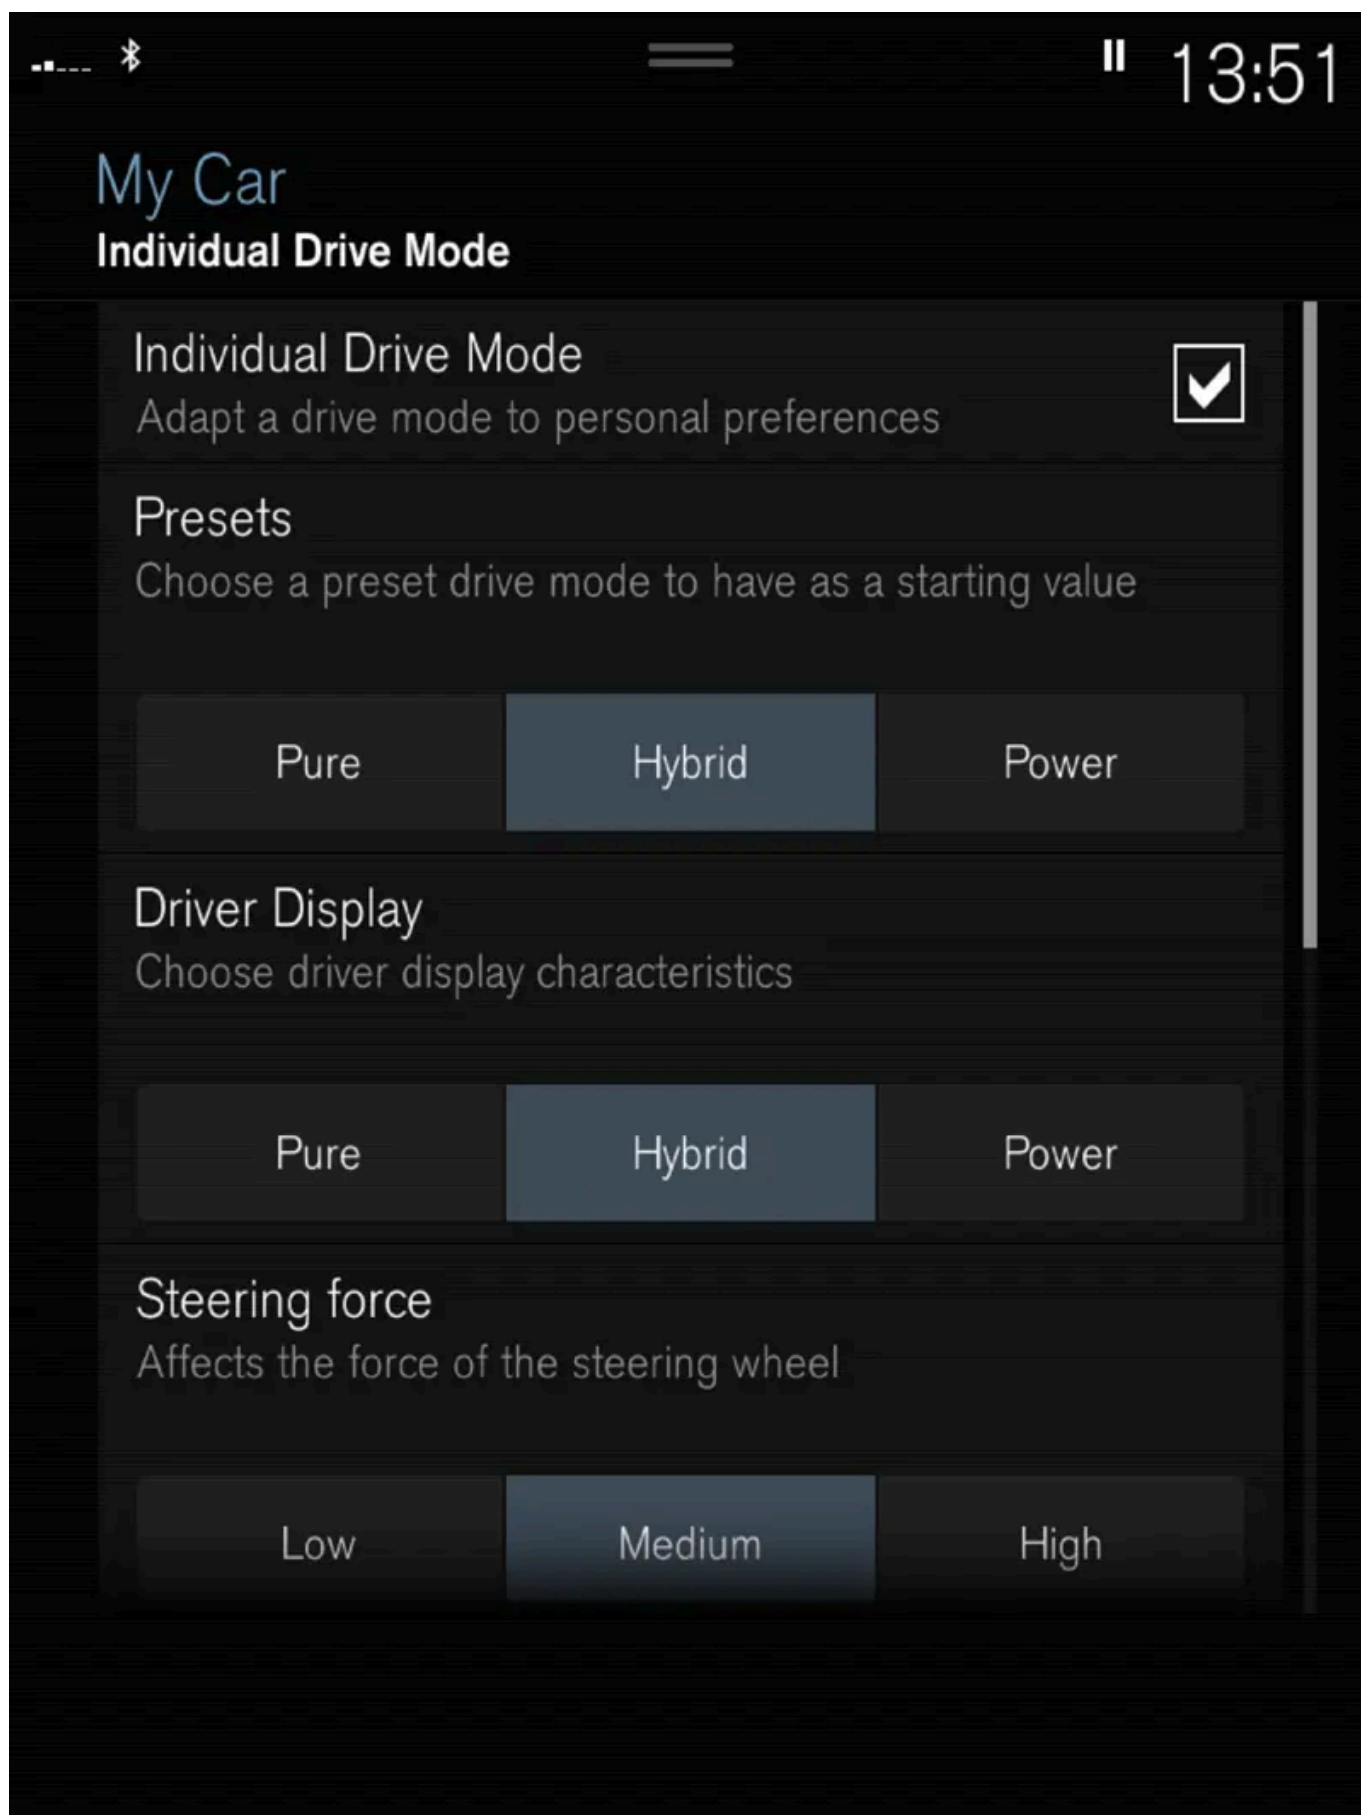 13:51
My Car
Individual Drive Mode
Individual Drive Mode
Adapt a drive mode to personal preferences
Presets
Choose a preset drive mode to have as a starting value
Pure Hybrid Power
Driver Display
Choose driver display characteristics
Pure Hybrid Power
Steering force
Affects the force of the steering wheel
Low Medium High